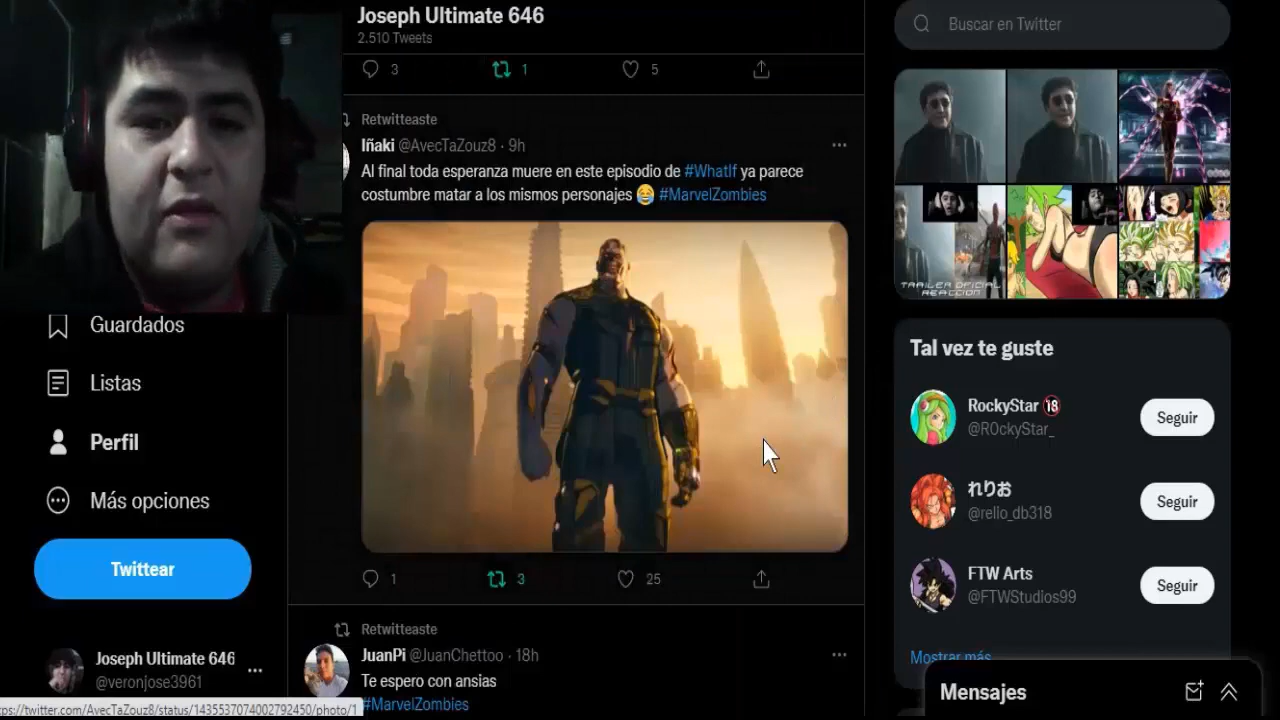 Joseph Ultimate 646
2.510 Tweets
3
1
5
Retwitteaste
Iñaki @AvecTaZouz8 · 9h
Al final toda esperanza muere en este episodio de #WhatIf ya parece
costumbre matar a los mismos personajes 😂 #MarvelZombies
1
3
25
Retwitteaste
JuanPi @JuanChettoo · 18h
Te espero con ansias
#MarvelZombies
Guardados
Listas
Perfil
Más opciones
Twittear
Joseph Ultimate 646
@veronjose3961
ps://twitter.com/AvecTaZouz8/status/1435537074002792450/photo/1
Buscar en Twitter
TRAILER OFICIAL
REACCION
Tal vez te guste
RockyStar 🔞
@R0ckyStar_
Seguir
れりお
@rello_db318
Seguir
FTW Arts
@FTWStudios99
Seguir
Mostrar más
Mensajes